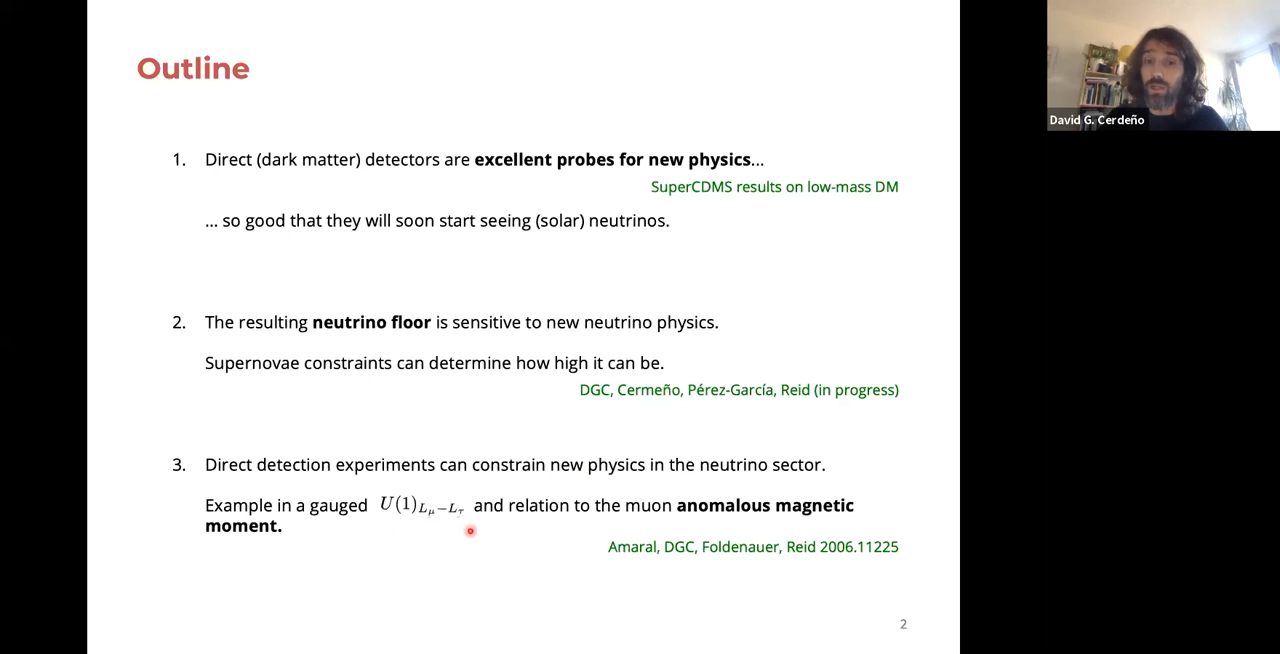 Outline
David G. Cerdeño
1. Direct (dark matter) detectors are excellent probes for new physics...
SuperCDMS results on low-mass DM
... so good that they will soon start seeing (solar) neutrinos.
2. The resulting neutrino floor is sensitive to new neutrino physics.
Supernovae constraints can determine how high it can be.
DGC, Cermeño, Pérez-García, Reid (in progress)
3. Direct detection experiments can constrain new physics in the neutrino sector.
Example in a gauged $U(1)_{L_\mu - L_\tau}$ and relation to the muon anomalous magnetic
moment.
Amaral, DGC, Foldenauer, Reid 2006.11225
2